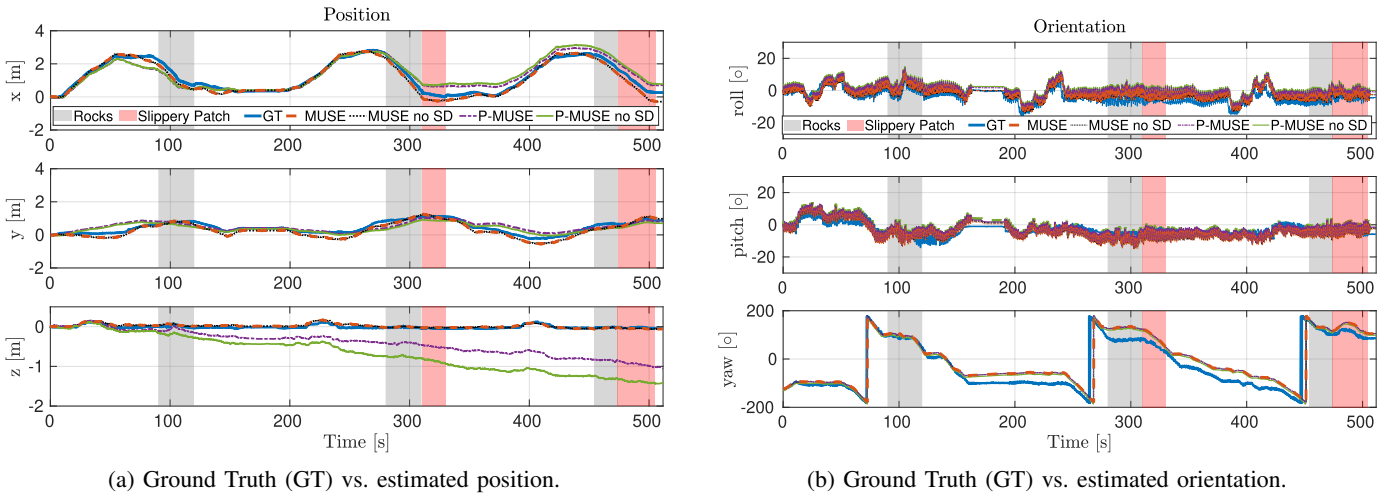 Position
4
2
0
-2
x [m]
Rocks Slippery Patch GT MUSE MUSE no SD P-MUSE P-MUSE no SD
0 100 200 300 400 500
4
2
0
-2
y [m]
0 100 200 300 400 500
0
-1
-2
z [m]
0 100 200 300 400 500
Time [s]
(a) Ground Truth (GT) vs. estimated position.
Orientation
20
0
-20
roll [○]
Rocks Slippery Patch GT MUSE MUSE no SD P-MUSE P-MUSE no SD
0 100 200 300 400 500
20
0
-20
pitch [○]
0 100 200 300 400 500
200
0
-200
yaw [○]
0 100 200 300 400 500
Time [s]
(b) Ground Truth (GT) vs. estimated orientation.